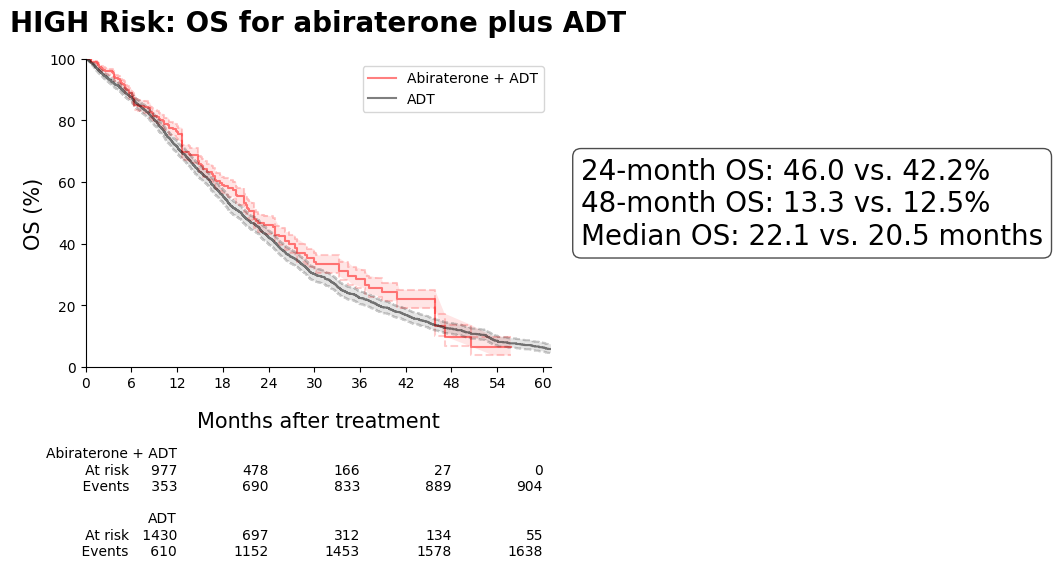 HIGH Risk: OS for abiraterone plus ADT
100
80
60
40
20
0
OS (%)
Abiraterone + ADT
ADT
24-month OS: 46.0 vs. 42.2%
48-month OS: 13.3 vs. 12.5%
Median OS: 22.1 vs. 20.5 months
0 6 12 18 24 30 36 42 48 54 60
Months after treatment
Abiraterone + ADT
At risk 977 478 166 27 0
Events 353 690 833 889 904
ADT
At risk 1430 697 312 134 55
Events 610 1152 1453 1578 1638